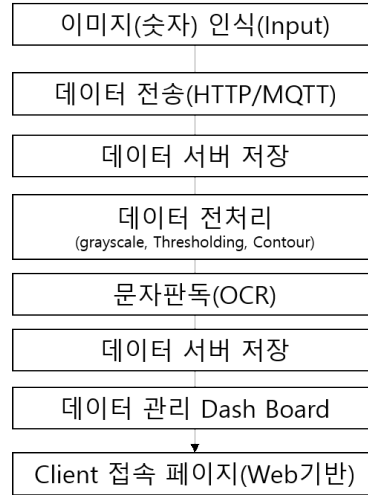 이미지(숫자) 인식(Input)
데이터 전송(HTTP/MQTT)
데이터 서버 저장
데이터 전처리
(grayscale, Thresholding, Contour)
문자판독(OCR)
데이터 서버 저장
데이터 관리 Dash Board
Client 접속 페이지(Web기반)